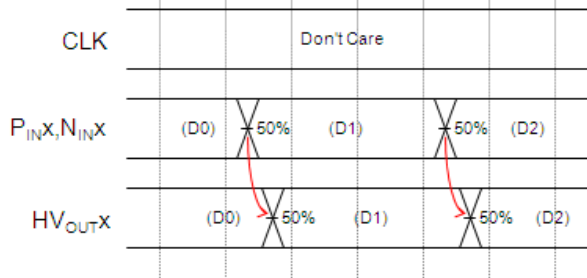 CLK Don't Care
PINx,NINx (D0) 50% (D1) 50% (D2)
HVOUTx (D0) 50% (D1) 50% (D2)